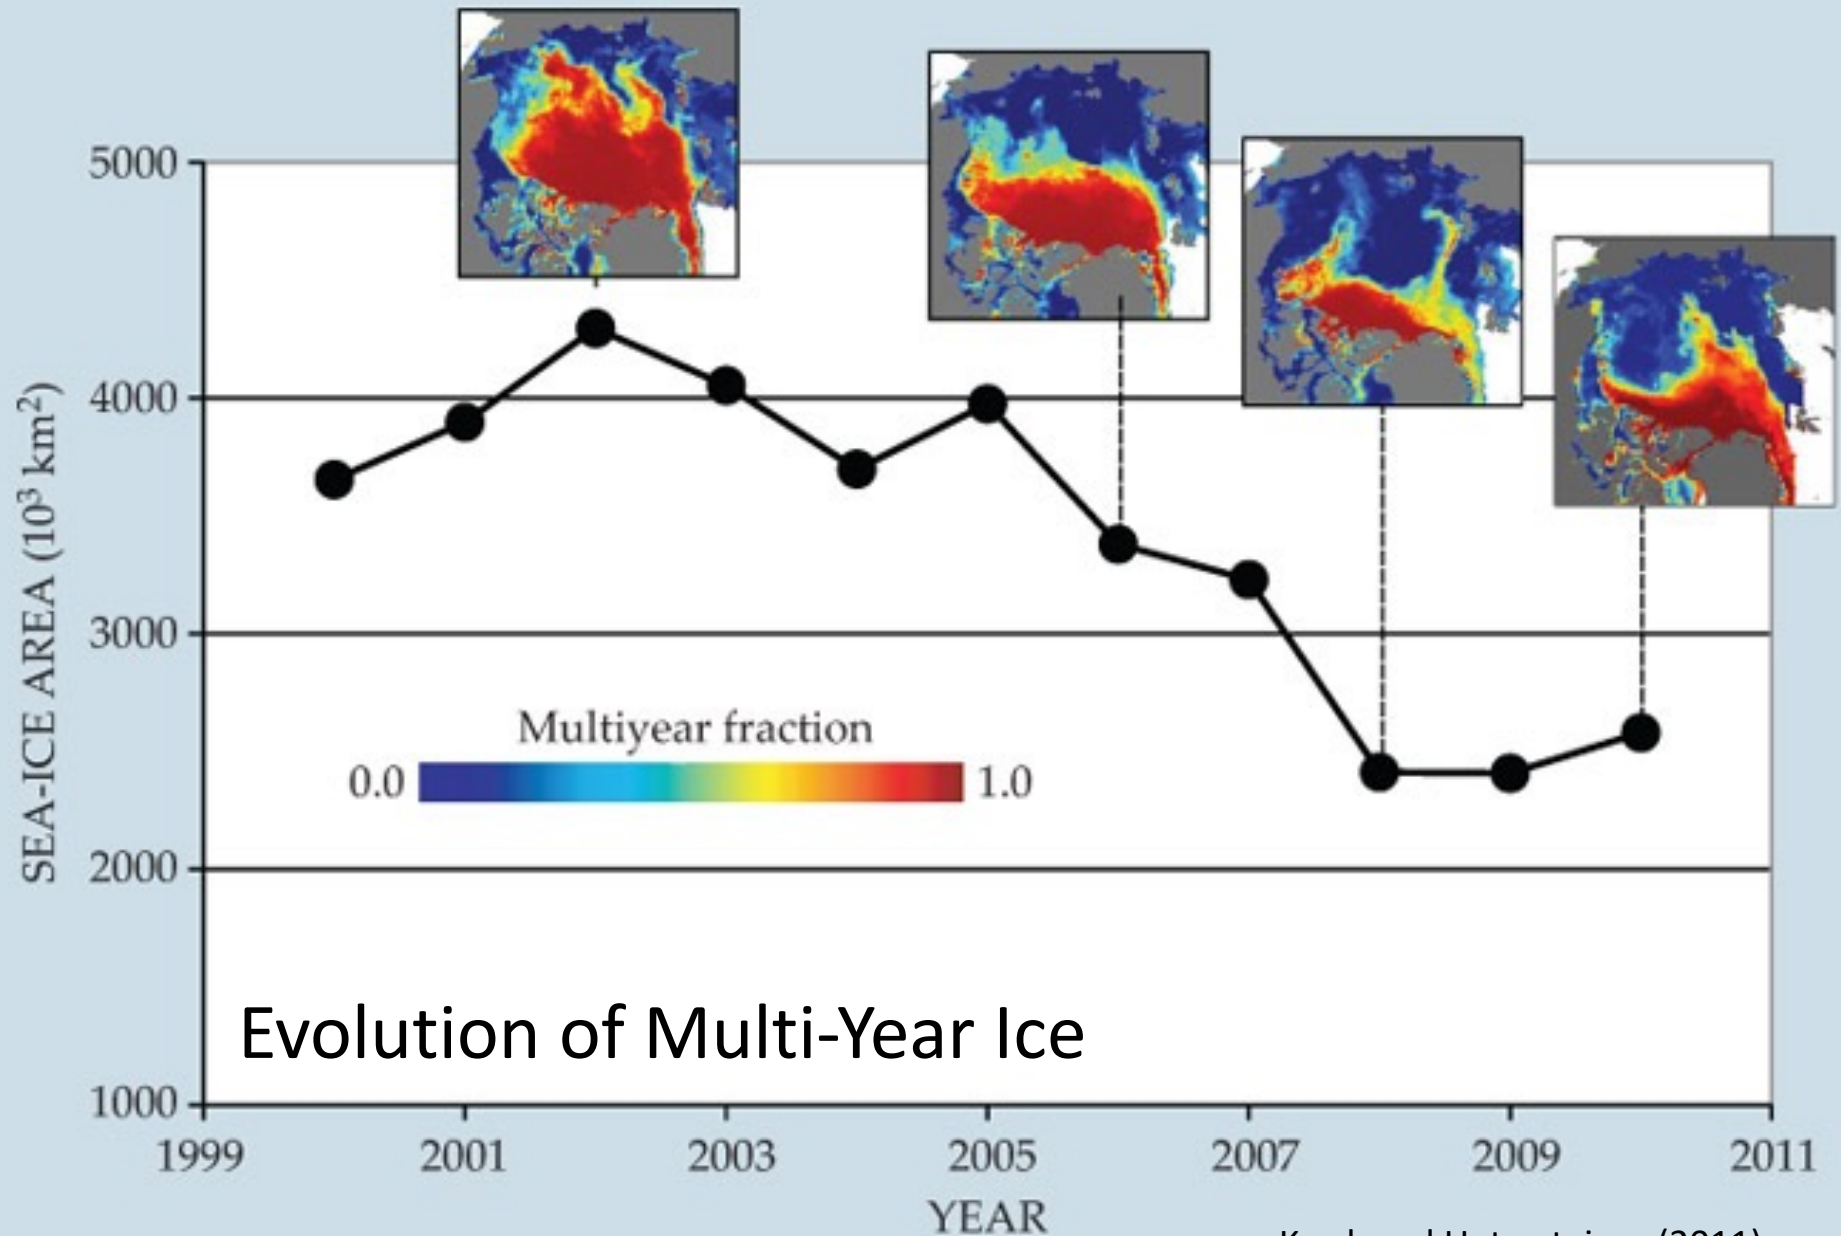 5000
4000
3000
2000
1000
SEA-ICE AREA (10³ km²)
Multiyear fraction
0.0 1.0
Evolution of Multi-Year Ice
1999 2001 2003 2005 2007 2009 2011
YEAR
(2011)